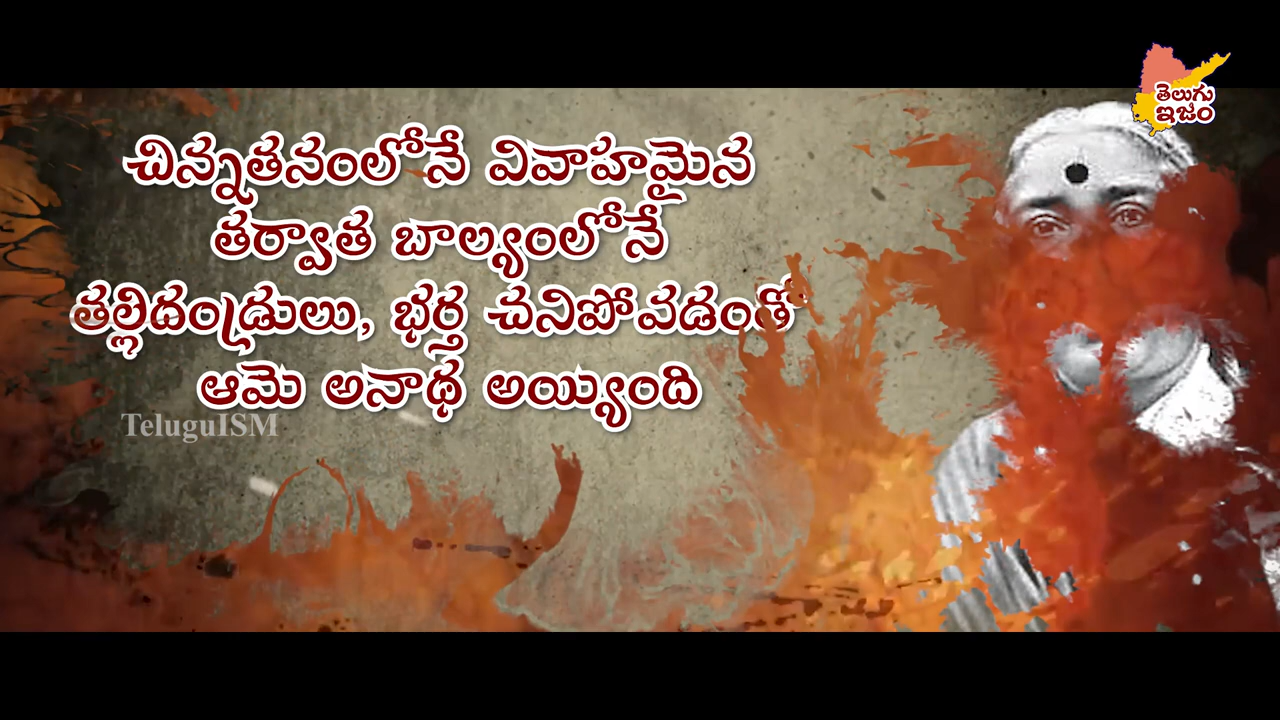 తెలుగు
ఇజం
చిన్నతనంలోనే వివాహమైన
తర్వాత బాల్యంలోనే
తల్లిదండ్రులు, భర్త చనిపోవడంతో
ఆమె అనాథ అయ్యింది
TeluguISM